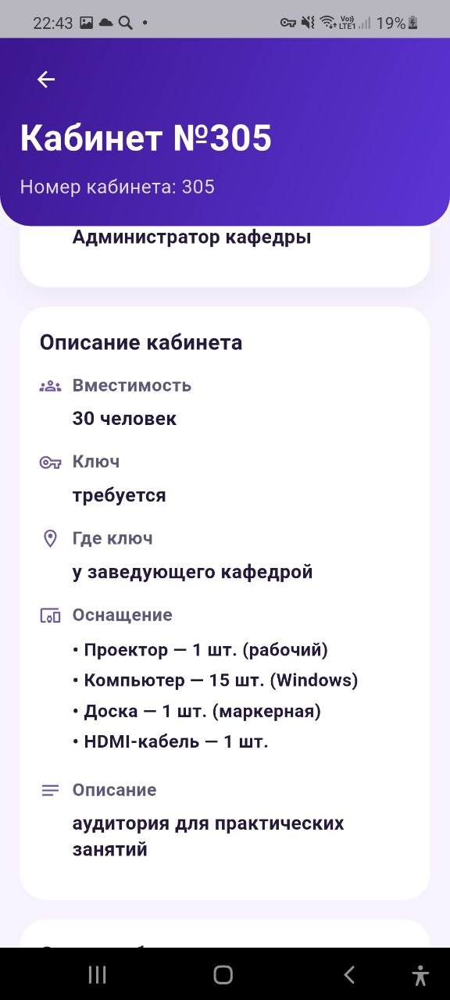 22:43
Vo)) LTE1 19%
Кабинет №305
Номер кабинета: 305
Администратор кафедры
Описание кабинета
Вместимость
30 человек
Ключ
требуется
Где ключ
у заведующего кафедрой
Оснащение
• Проектор — 1 шт. (рабочий)
• Компьютер — 15 шт. (Windows)
• Доска — 1 шт. (маркерная)
• HDMI-кабель — 1 шт.
Описание
аудитория для практических
занятий